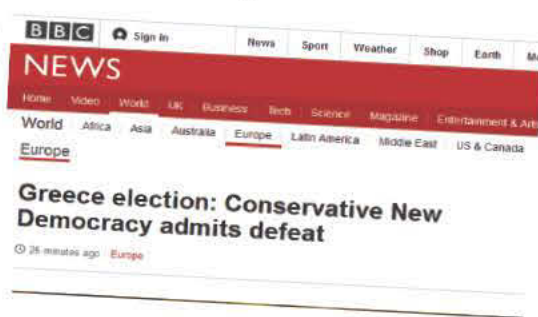 BBC Sign in News Sport Weather Shop Earth
NEWS
Home Video World UK Business Tech Science Magazine Entertainment & Arts
World Africa Asia Australia Europe Latin America Middle East US & Canada
Europe
Greece election: Conservative New
Democracy admits defeat
26 minutes ago Europe